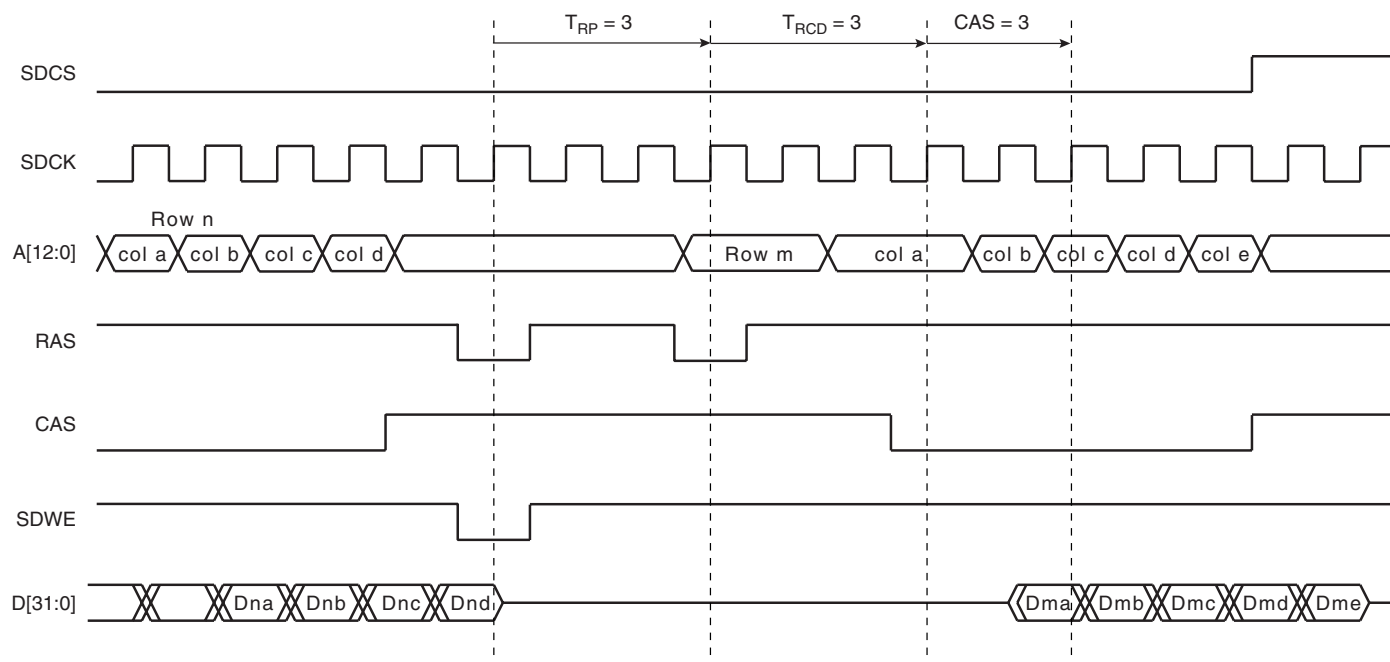 T_RP = 3 T_RCD = 3 CAS = 3
SDCS
SDCK
Row n
A[12:0] col a col b col c col d Row m col a col b col c col d col e
RAS
CAS
SDWE
D[31:0] Dna Dnb Dnc Dnd Dma Dmb Dmc Dmd Dme